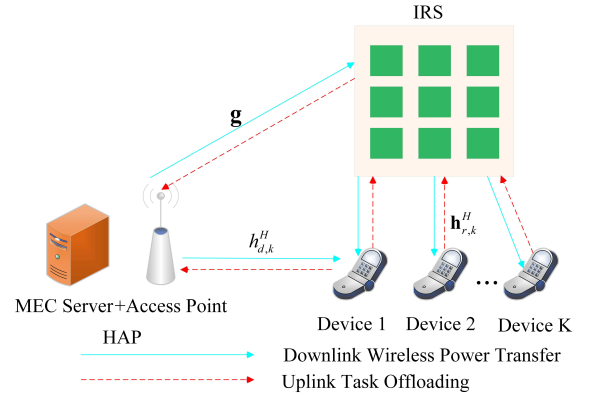 IRS
g
h_{d,k}^{H}
h_{r,k}^{H}
MEC Server+Access Point
Device 1
Device 2
...
Device K
HAP
Downlink Wireless Power Transfer
Uplink Task Offloading